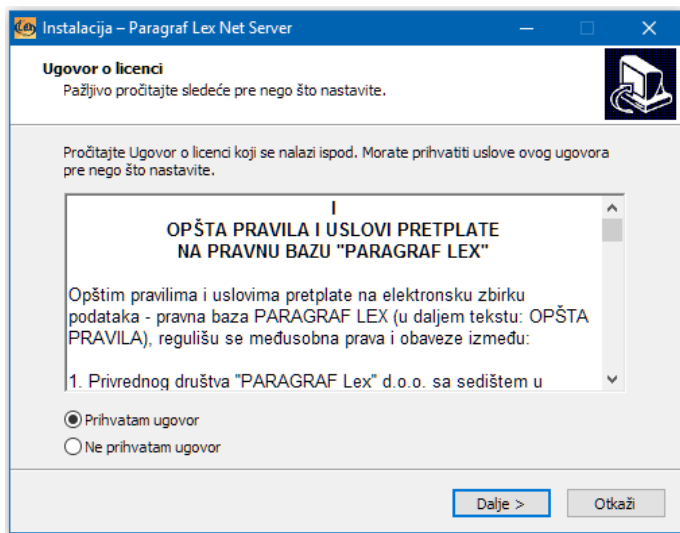 Lex Instalacija – Paragraf Lex Net Server
Ugovor o licenci
Pažljivo pročitajte sledeće pre nego što nastavite.
Pročitajte Ugovor o licenci koji se nalazi ispod. Morate prihvatiti uslove ovog ugovora
pre nego što nastavite.
I
OPŠTA PRAVILA I USLOVI PRETPLATE
NA PRAVNU BAZU "PARAGRAF LEX"
Opštim pravilima i uslovima pretplate na elektronsku zbirku
podataka - pravna baza PARAGRAF LEX (u daljem tekstu: OPŠTA
PRAVILA), regulišu se međusobna prava i obaveze između:
1. Privrednog društva "PARAGRAF Lex" d.o.o. sa sedištem u
Prihvatam ugovor
Ne prihvatam ugovor
Dalje > Otkaži